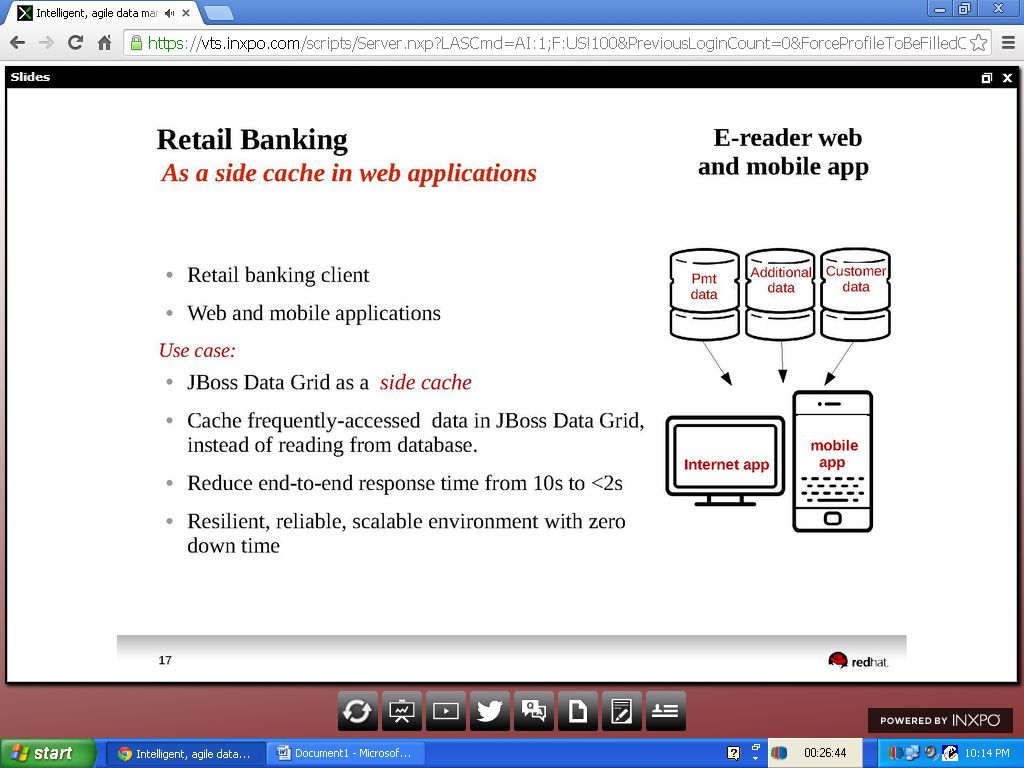 Intelligent, agile data mar
https://vts.inxpo.com/scripts/Server.nxp?LASCmd=AI:1;F:US!100&PreviousLoginCount=0&ForceProfileToBeFilledO
Slides
Retail Banking
As a side cache in web applications
E-reader web
and mobile app
Retail banking client
Web and mobile applications
Use case:
JBoss Data Grid as a side cache
Cache frequently-accessed data in JBoss Data Grid,
instead of reading from database.
Reduce end-to-end response time from 10s to <2s
Resilient, reliable, scalable environment with zero
down time
Pmt
data
Additional
data
Customer
data
Internet app
mobile
app
17
redhat.
POWERED BY INXPO
start
Intelligent, agile data...
Document1 - Microsof...
00:26:44
10:14 PM